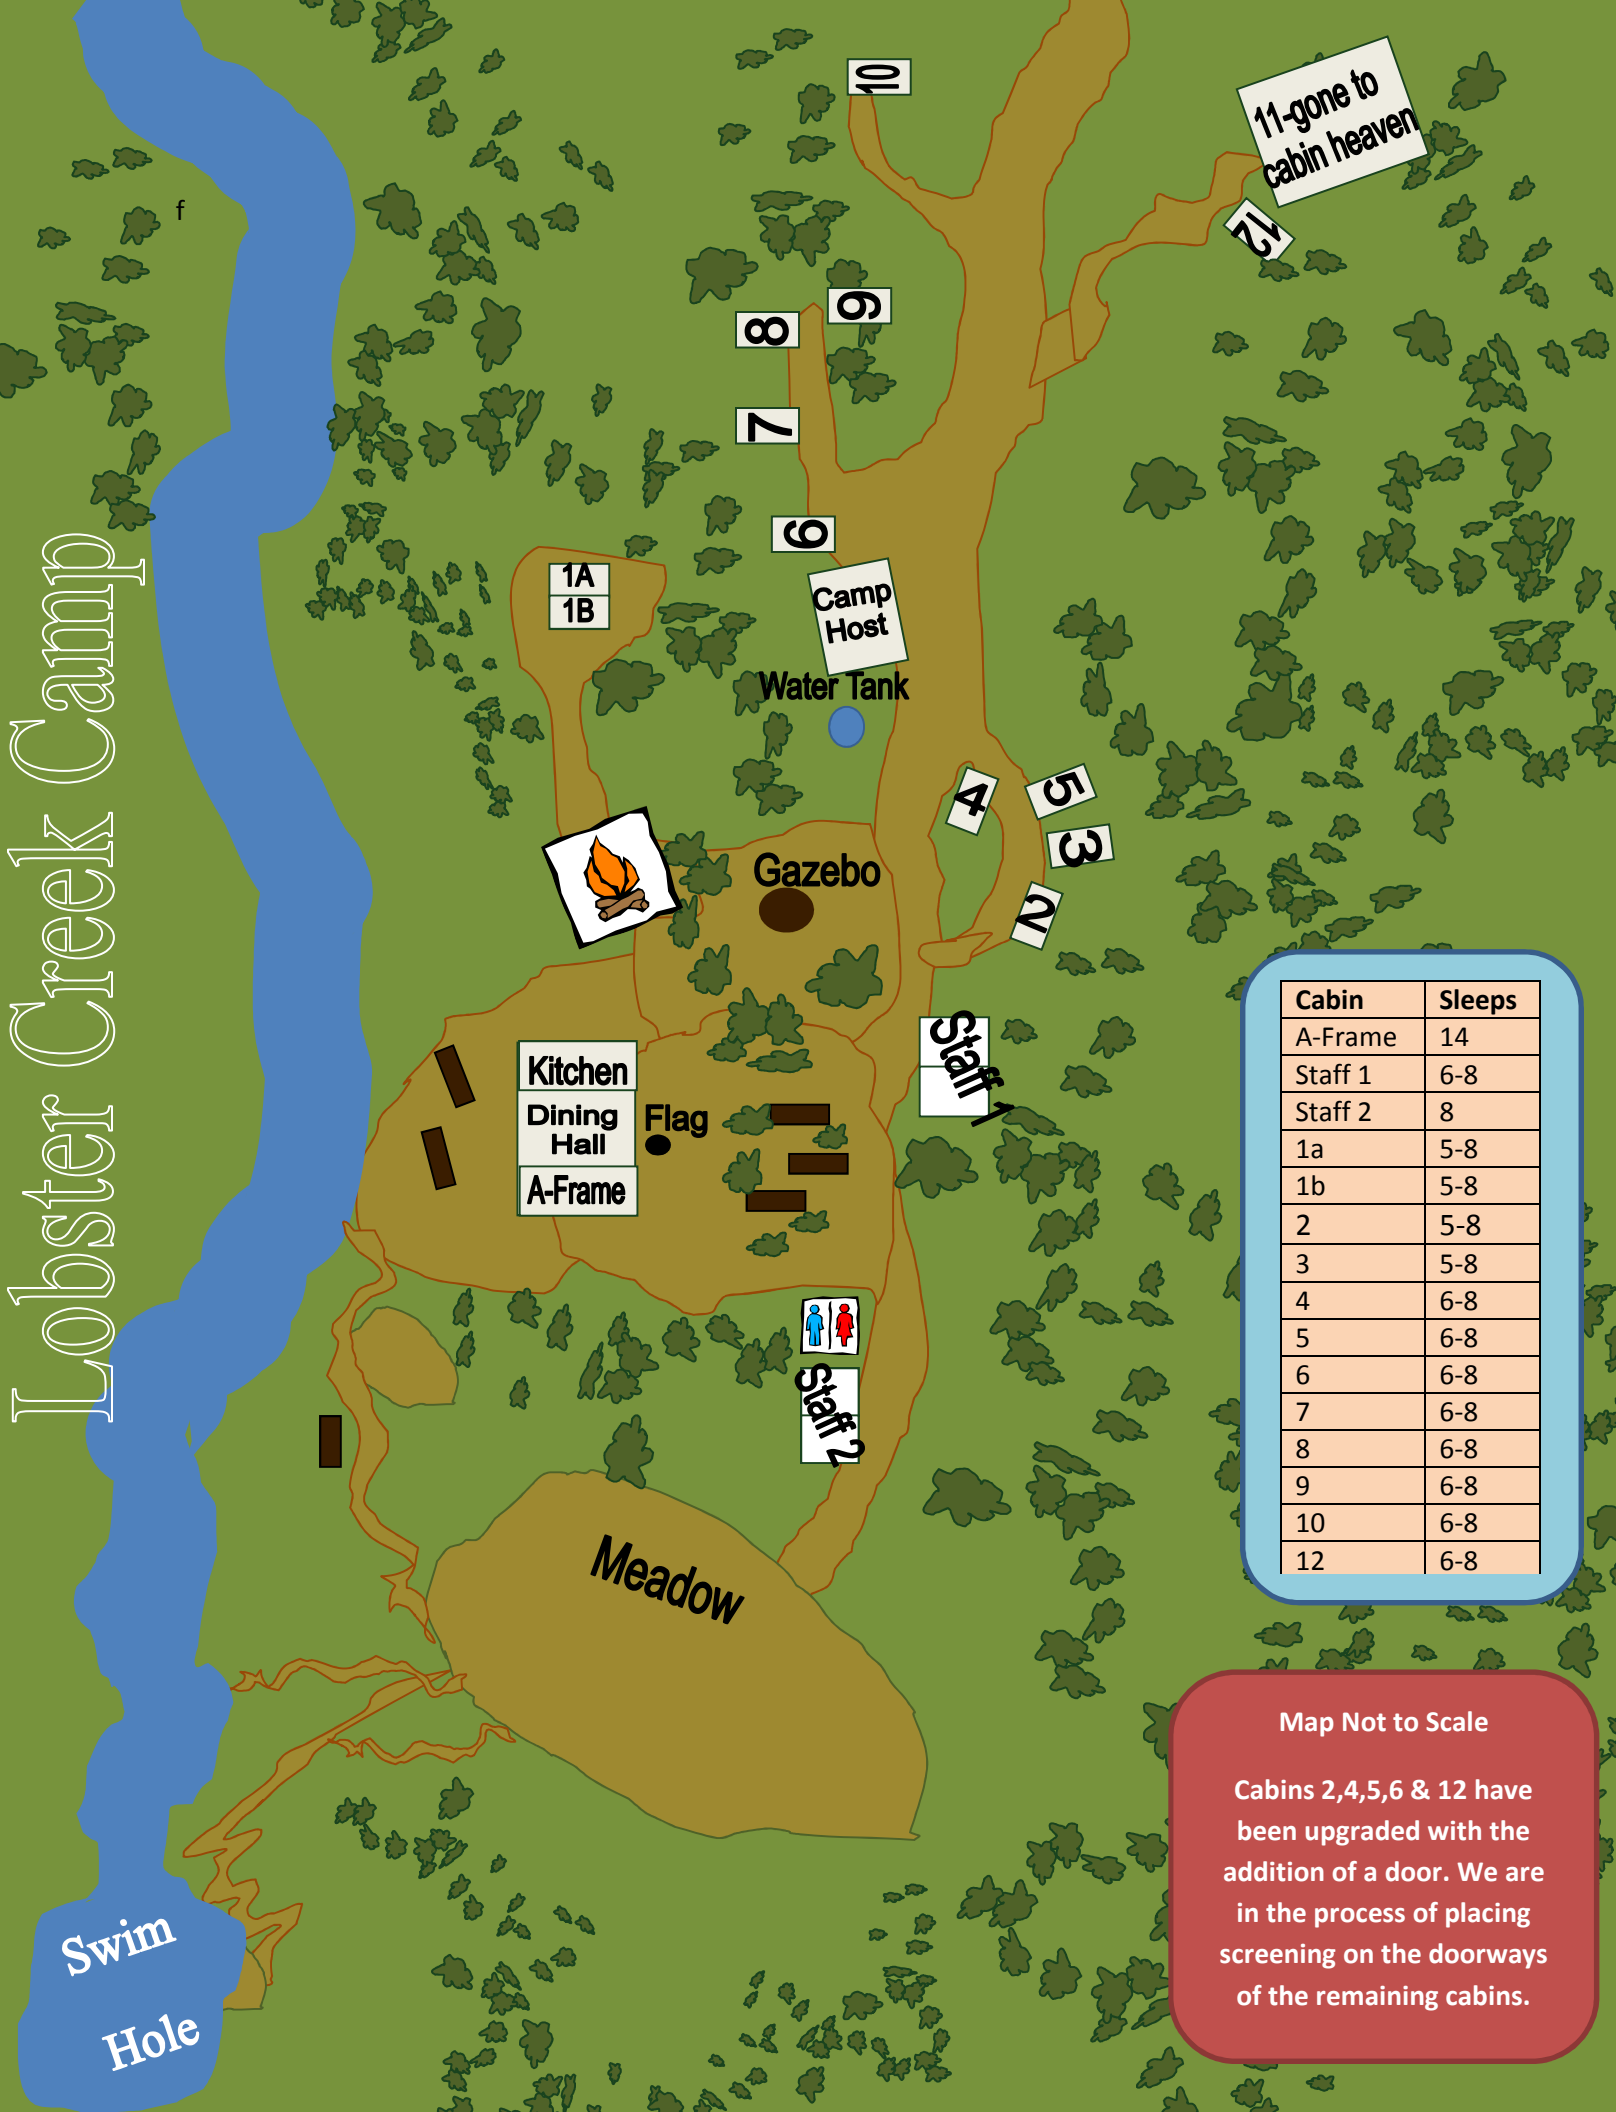 Lobster Creek Camp
f
10
11-gone to
cabin heaven
12
9
8
7
6
1A
1B
Camp
Host
Water Tank
4
5
3
2
Gazebo
Staff 1
Kitchen
Dining
Hall
A-Frame
Flag
Staff 2
Meadow
Swim
Hole
Cabin Sleeps
A-Frame 14
Staff 1 6-8
Staff 2 8
1a 5-8
1b 5-8
2 5-8
3 5-8
4 6-8
5 6-8
6 6-8
7 6-8
8 6-8
9 6-8
10 6-8
12 6-8
Map Not to Scale
Cabins 2,4,5,6 & 12 have
been upgraded with the
addition of a door. We are
in the process of placing
screening on the doorways
of the remaining cabins.